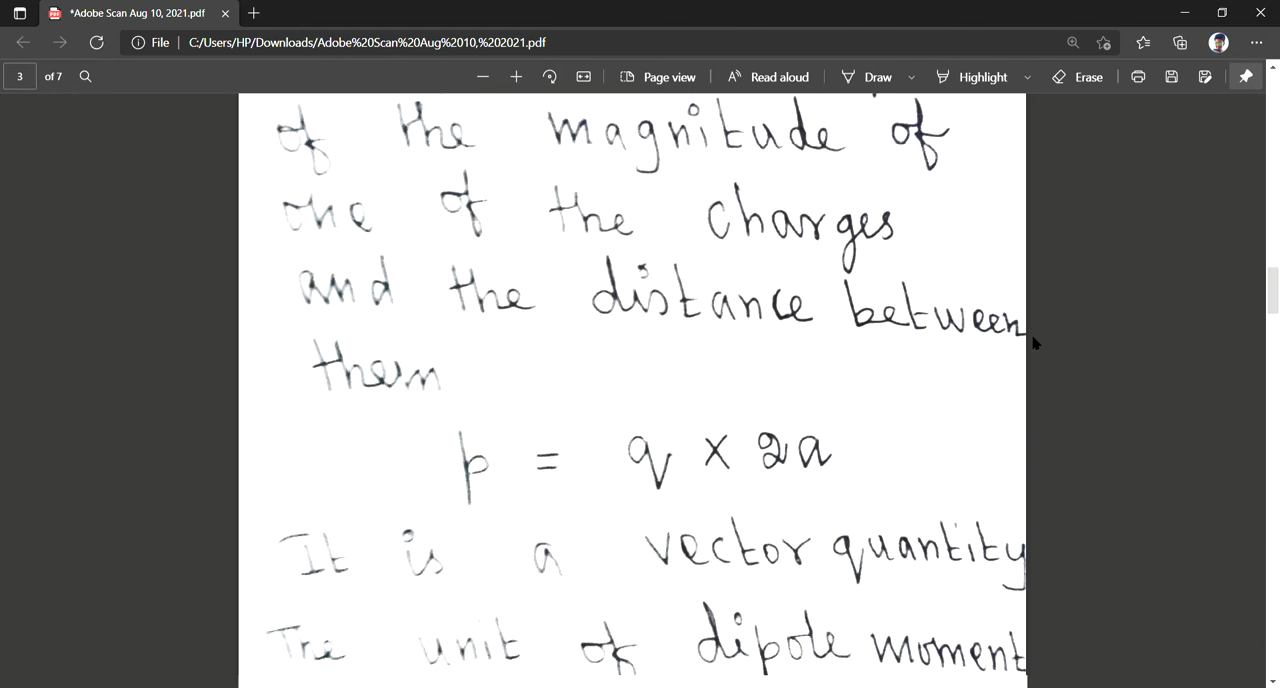 *Adobe Scan Aug 10, 2021.pdf
File C:/Users/HP/Downloads/Adobe%20Scan%20Aug%2010,%202021.pdf
3 of 7 Page view Read aloud Draw Highlight Erase
of the magnitude of
one of the charges
and the distance between
them
p = q × 2a
It is a vector quantity
The unit of dipole moment